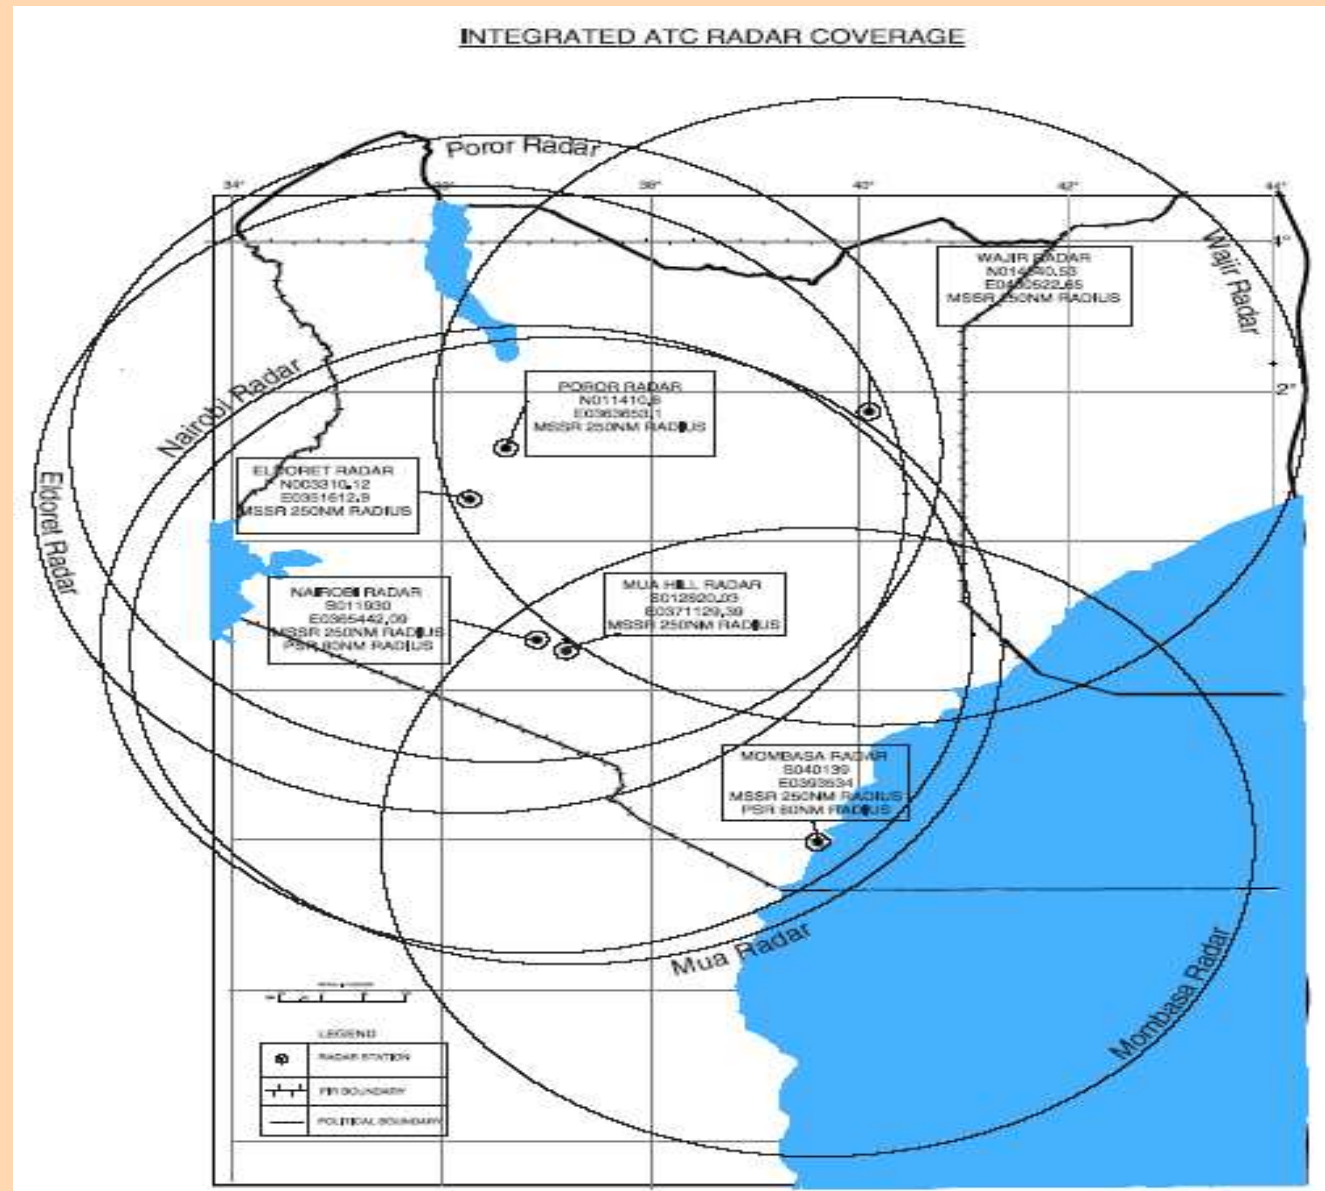 INTEGRATED ATC RADAR COVERAGE
Poror Radar
34°
38°
40°
42°
44°
Wajir Radar
WAJIR RADAR
MSSR 250NM RADIUS
2°
Nairobi Radar
POROR RADAR
N011410.8
E0363653.1
MSSR 250NM RADIUS
ELDORET RADAR
N003310.12
E0351612.9
MSSR 250NM RADIUS
Eldoret Radar
NAIROBI RADAR
S011930
E0365442.09
MSSR 250NM RADIUS
PSR 80NM RADIUS
MUA HILL RADAR
S012820.03
E0371129.39
MSSR 250NM RADIUS
MOMBASA RADAR
S040139
E0393534
MSSR 250NM RADIUS
PSR 80NM RADIUS
Mua Radar
Mombasa Radar
LEGEND
RADAR STATION
FIR BOUNDARY
POLITICAL BOUNDARY